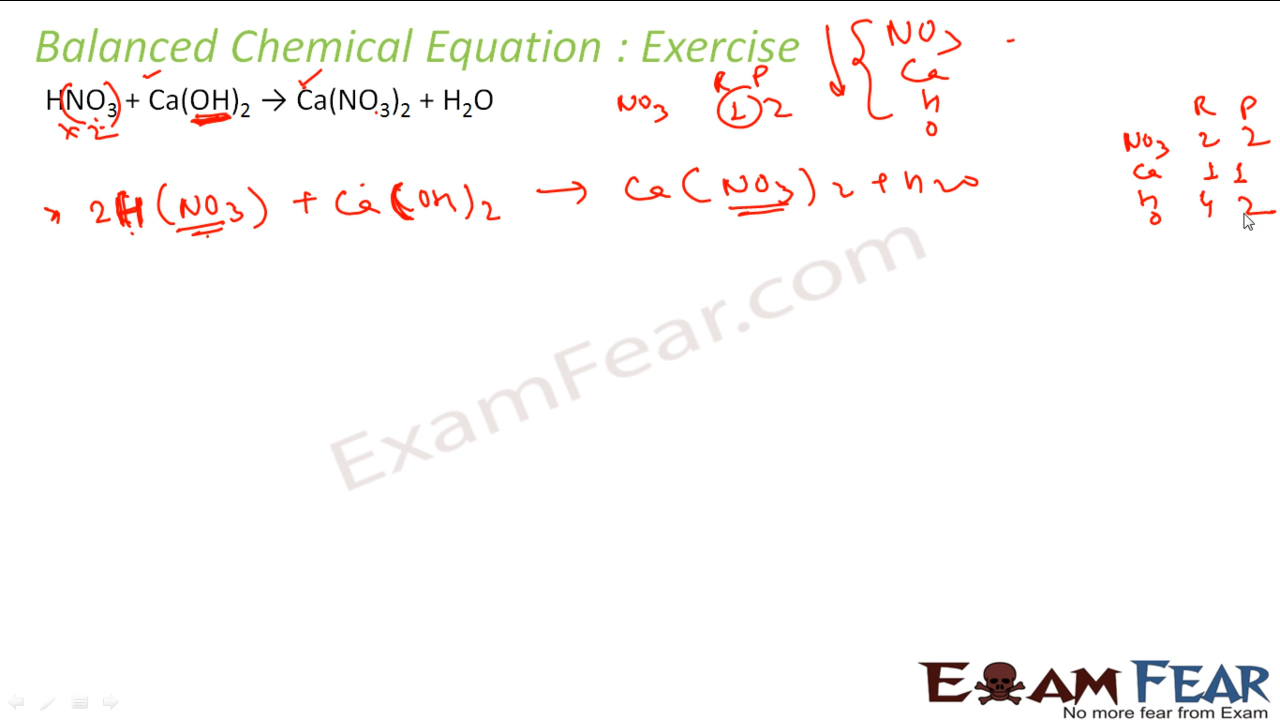 Balanced Chemical Equation : Exercise
HNO3 + Ca(OH)2 → Ca(NO3)2 + H2O
x 2
R P
NO3 1 2
NO3
Ca
h
O
2H(NO3) + Ca(OH)2 → Ca(NO3)2 + h2O
R P
NO3 2 2
Ca 1 1
h 4 2
O
ExamFear.com
EXAM FEAR
No more fear from Exam